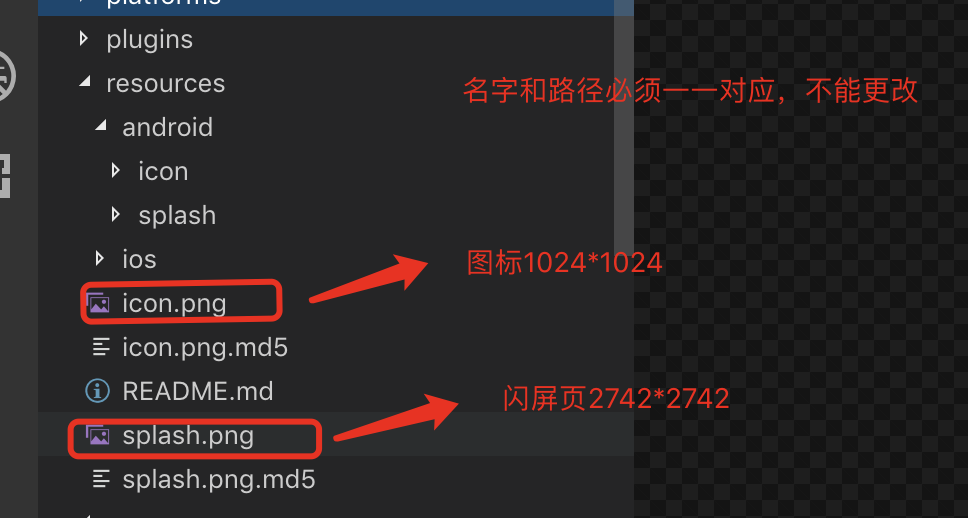 platforms
plugins
resources
名字和路径必须一一对应，不能更改
android
icon
splash
ios
图标1024*1024
icon.png
icon.png.md5
README.md
闪屏页2742*2742
splash.png
splash.png.md5